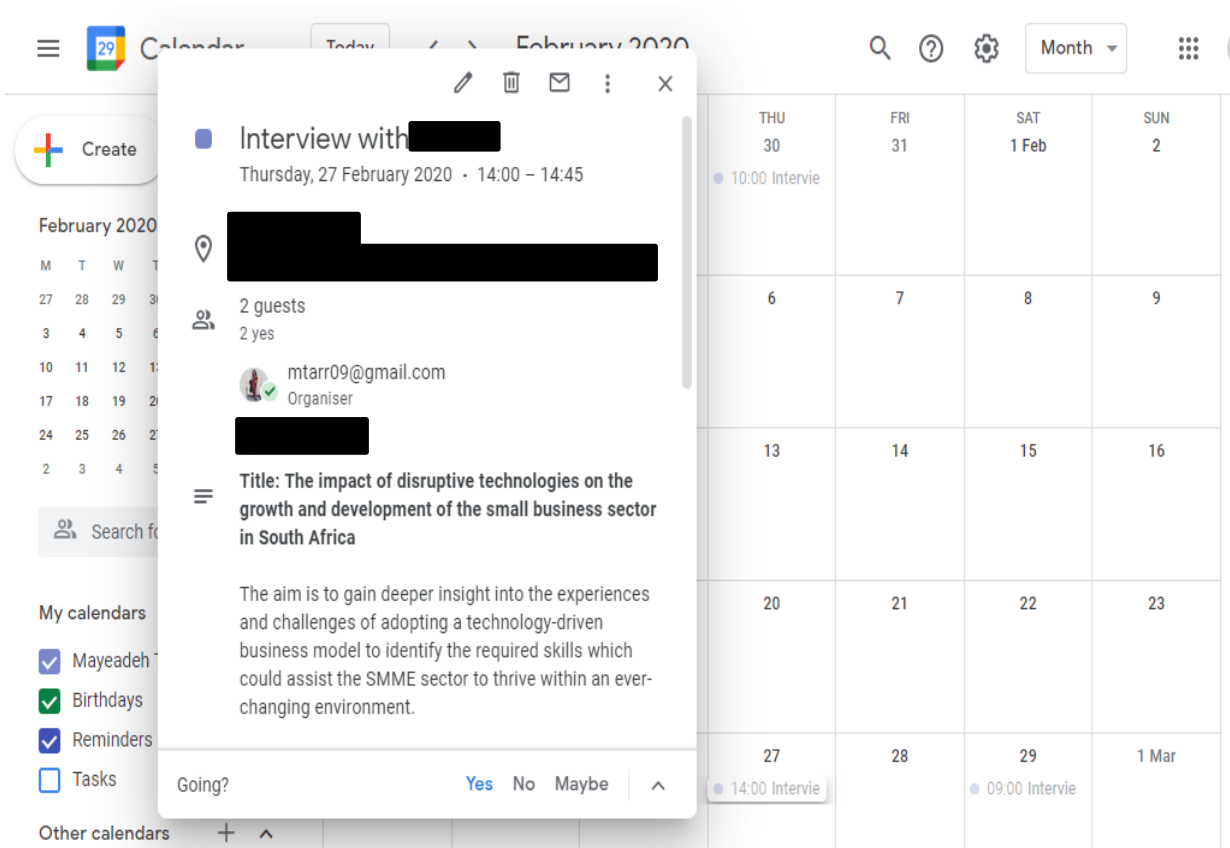 29
Calendar
Today
February 2020
Month
Create
February 2020
M T W T
27 28 29
3 4 5
10 11 12
17 18 19
24 25 26
2 3 4
Search fo
My calendars
Mayeadeh T
Birthdays
Reminders
Tasks
Other calendars
Interview with
Thursday, 27 February 2020 · 14:00 – 14:45
2 guests
2 yes
mtarr09@gmail.com
Organiser
Title: The impact of disruptive technologies on the
growth and development of the small business sector
in South Africa
The aim is to gain deeper insight into the experiences
and challenges of adopting a technology-driven
business model to identify the required skills which
could assist the SMME sector to thrive within an ever-
changing environment.
Going?
Yes No Maybe
THU FRI SAT SUN
30 31 1 Feb 2
10:00 Intervie
6 7 8 9
13 14 15 16
20 21 22 23
27 28 29 1 Mar
14:00 Intervie 09:00 Intervie